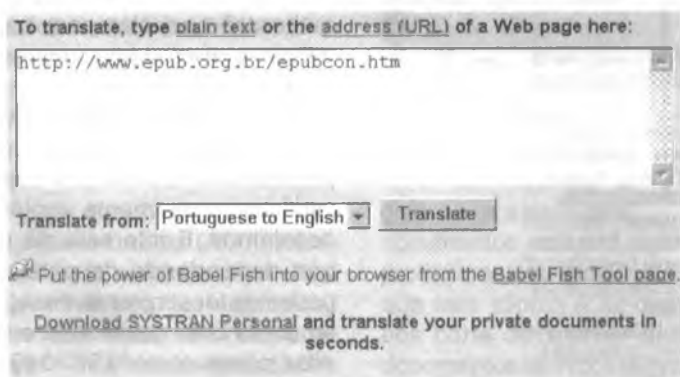 To translate, type plain text or the address (URL) of a Web page here:
http://www.epub.org.br/epubcon.htm
Translate from: Portuguese to English Translate
Put the power of Babel Fish into your browser from the Babel Fish Tool page.
Download SYSTRAN Personal and translate your private documents in
seconds.